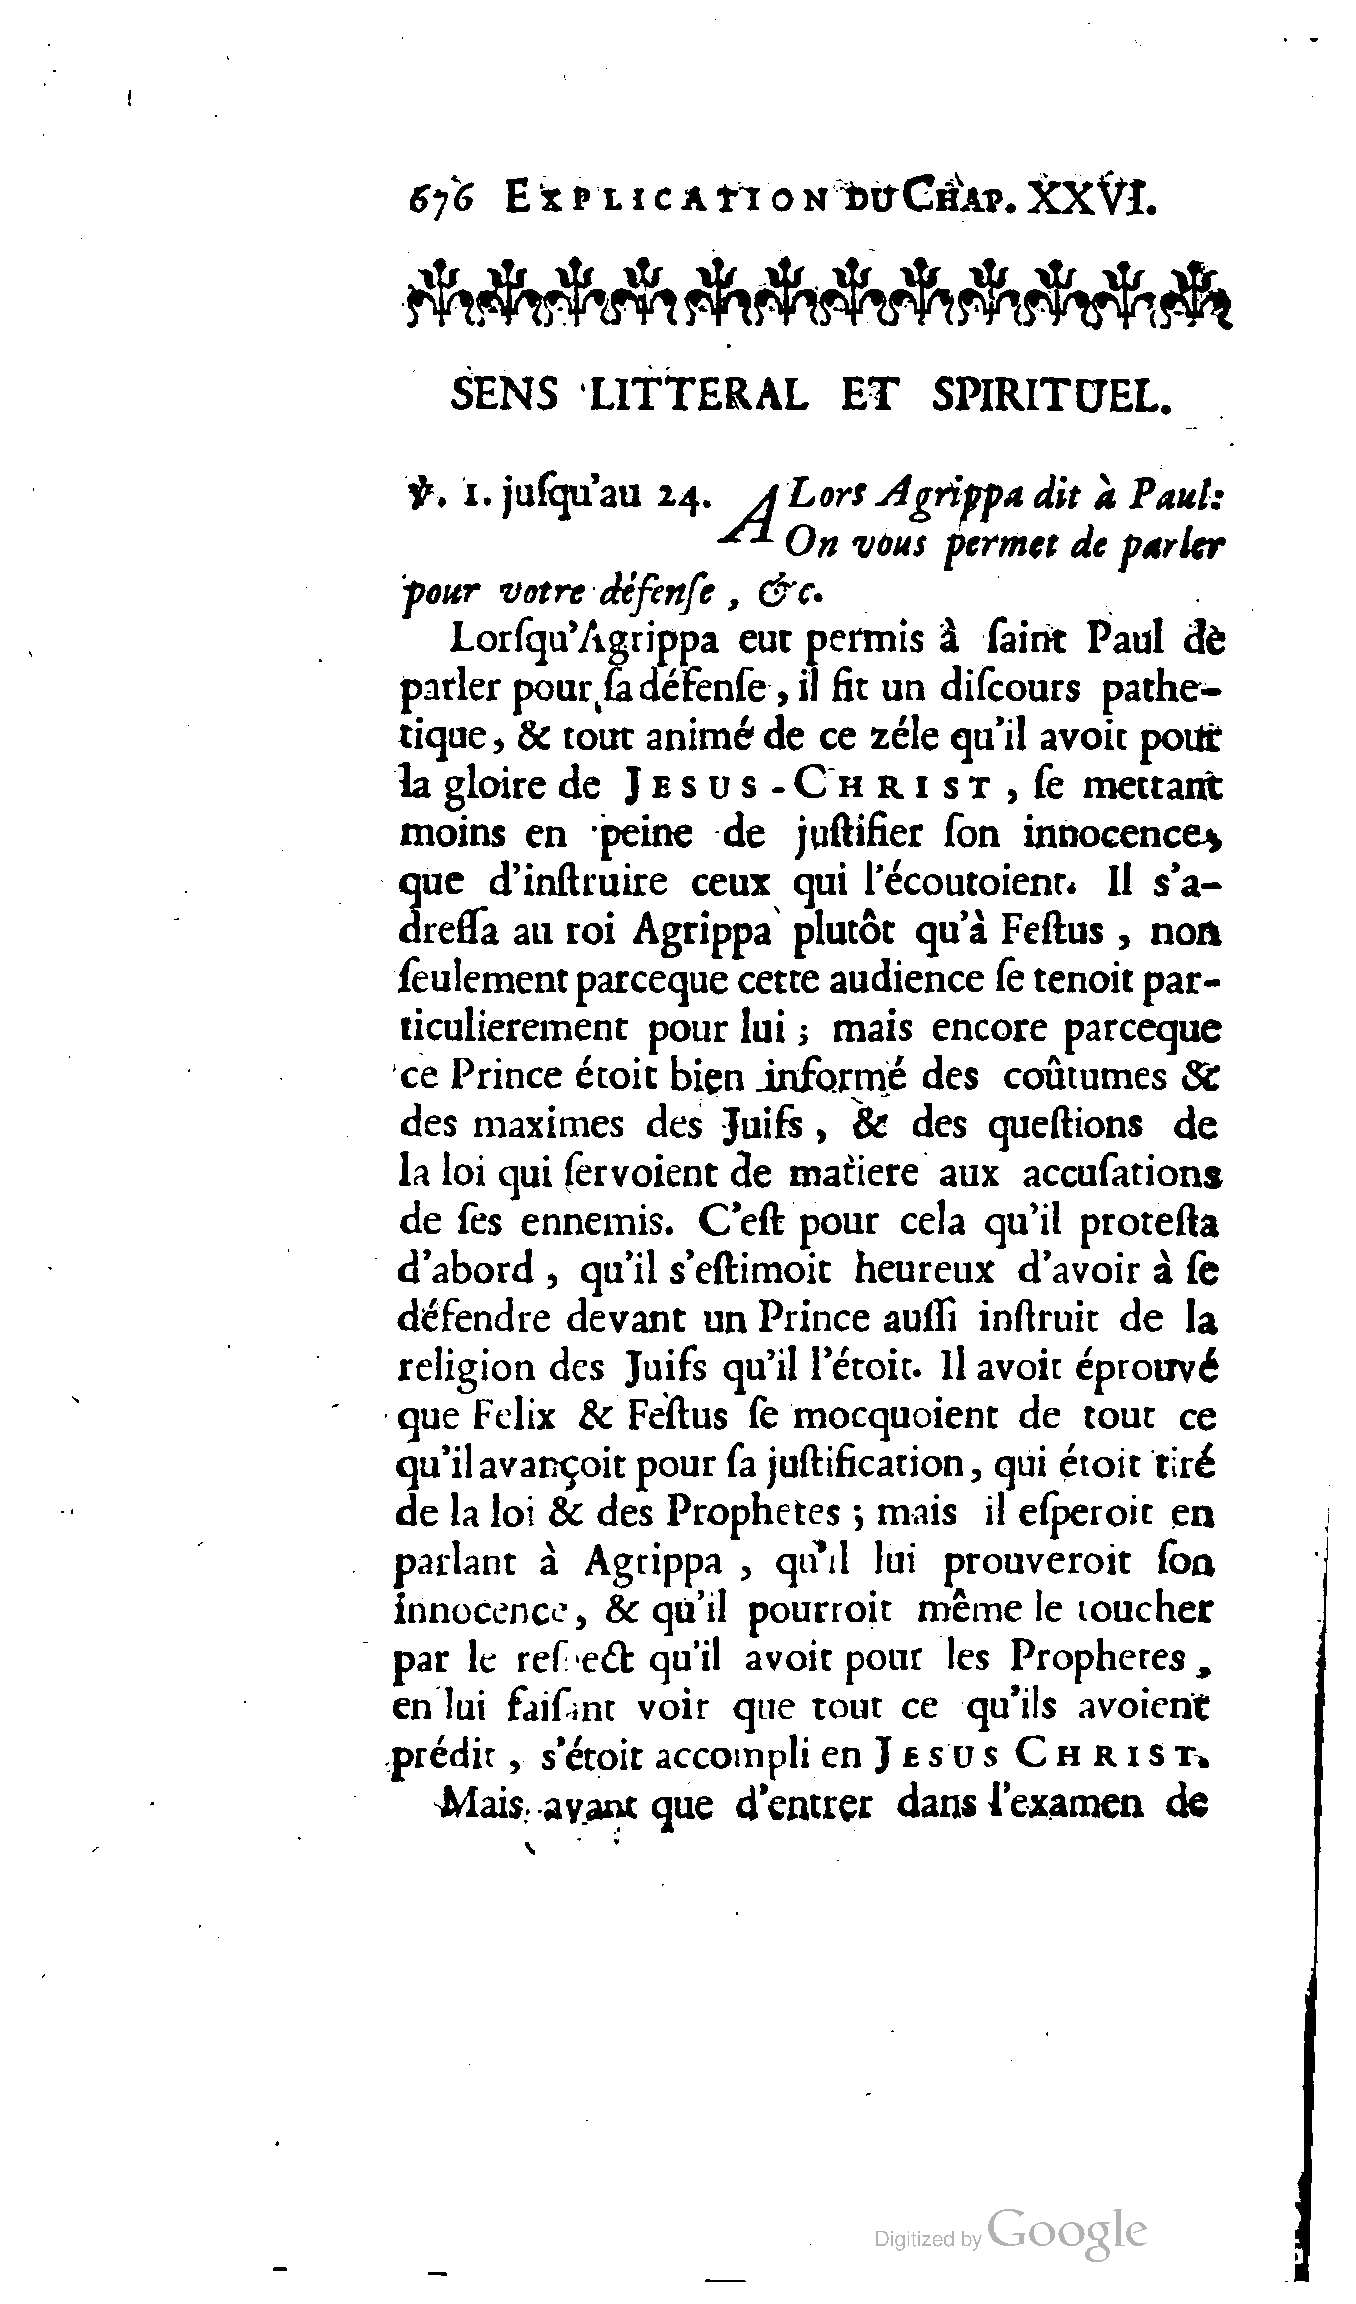 676 EXPLICATION DU CHAP. XXVI.
SENS LITTERAL ET SPIRITUEL.
℣. 1. juſqu'au 24. ALors Agrippa dit à Paul:
On vous permet de parler
pour votre défenſe, &c.
Lorſqu'Agrippa eut permis à ſaint Paul de
parler pour ſa défenſe, il fit un diſcours pathe-
tique, & tout animé de ce zéle qu'il avoit pour
la gloire de JESUS-CHRIST, ſe mettant
moins en peine de juſtifier ſon innocence,
que d'inſtruire ceux qui l'écoutoient. Il s'a-
dreſſa au roi Agrippa plutôt qu'à Feſtus, non
ſeulement parceque cette audience ſe tenoit par-
ticulierement pour lui; mais encore parceque
ce Prince étoit bien informé des coûtumes &
des maximes des Juifs, & des queſtions de
la loi qui ſervoient de matiere aux accuſations
de ſes ennemis. C'eſt pour cela qu'il proteſta
d'abord, qu'il s'eſtimoit heureux d'avoir à ſe
défendre devant un Prince auſſi inſtruit de la
religion des Juifs qu'il l'étoit. Il avoit éprouvé
que Felix & Feſtus ſe mocquoient de tout ce
qu'il avançoit pour ſa juſtification, qui étoit tiré
de la loi & des Prophetes; mais il eſperoit en
parlant à Agrippa, qu'il lui prouveroit ſon
innocence, & qu'il pourroit même le toucher
par le reſpect qu'il avoit pour les Prophetes,
en lui faiſant voir que tout ce qu'ils avoient
prédit, s'étoit accompli en JESUS CHRIST.
Mais avant que d'entrer dans l'examen de
Digitized by Google